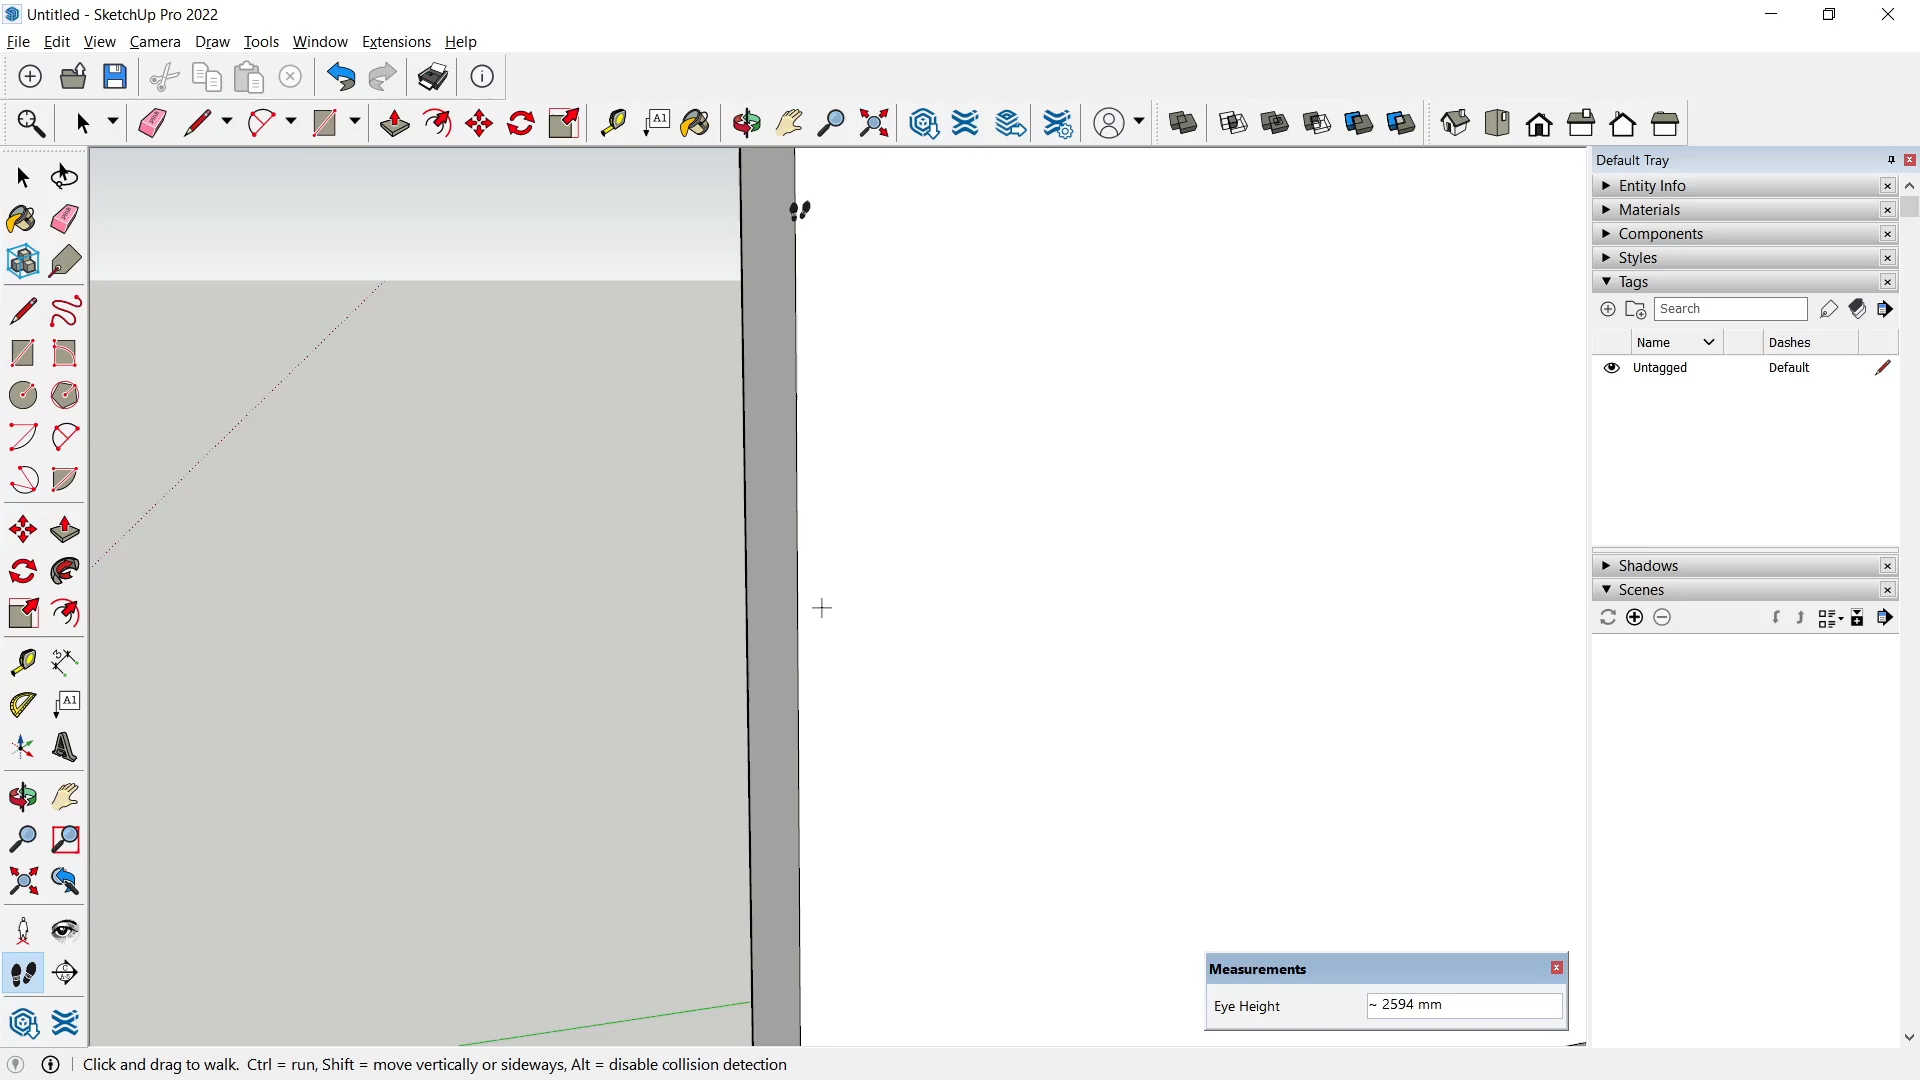 Untitled - SketchUp Pro 2022
File Edit View Camera Draw Tools Window Extensions Help
A1
Default Tray
Entity Info
Materials
Components
Styles
Tags
Search
Name Dashes
Untagged Default
A1
Shadows
Scenes
Measurements
Eye Height ~ 2594 mm
Click and drag to walk. Ctrl = run, Shift = move vertically or sideways, Alt = disable collision detection